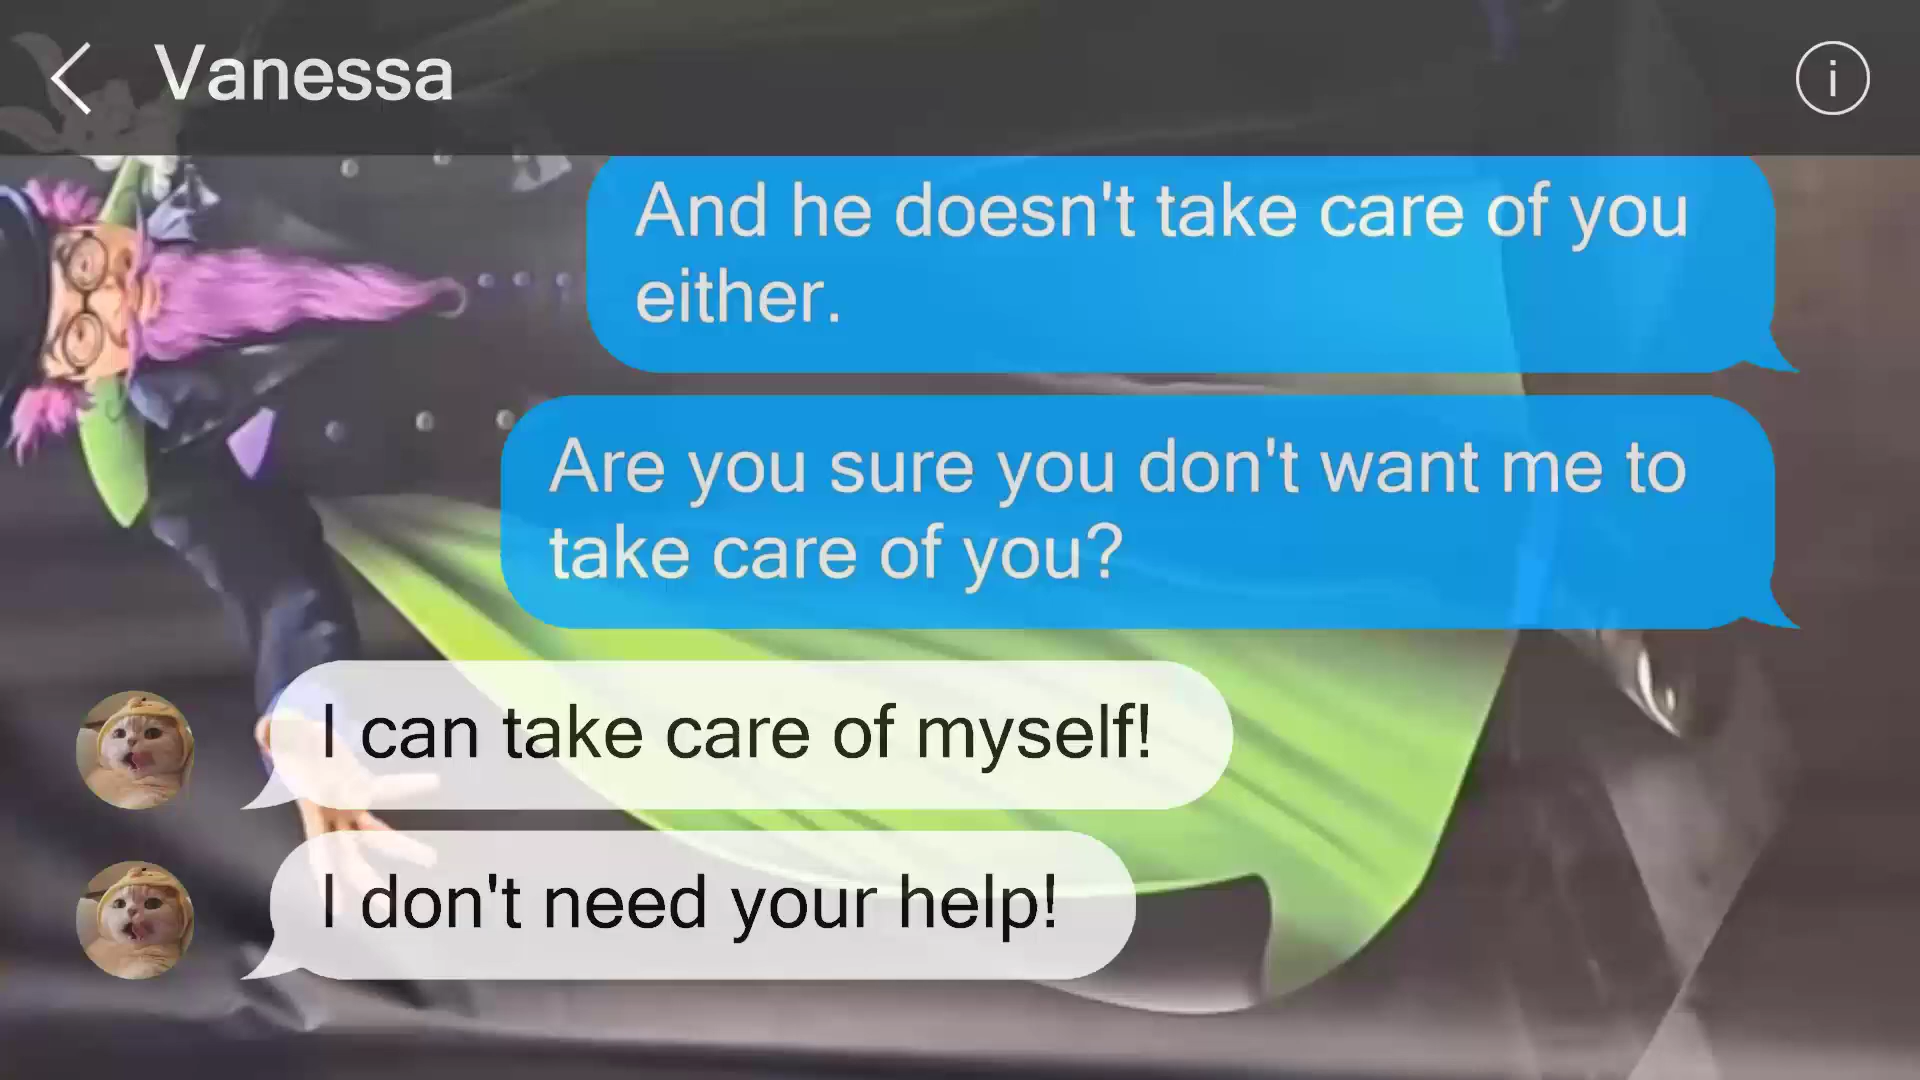 Vanessa
And he doesn't take care of you
either.
Are you sure you don't want me to
take care of you?
I can take care of myself!
I don't need your help!